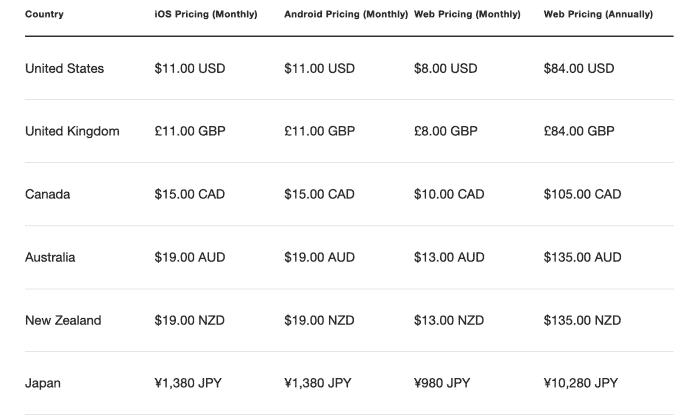 Country iOS Pricing (Monthly) Android Pricing (Monthly) Web Pricing (Monthly) Web Pricing (Annually)
United States $11.00 USD $11.00 USD $8.00 USD $84.00 USD
United Kingdom £11.00 GBP £11.00 GBP £8.00 GBP £84.00 GBP
Canada $15.00 CAD $15.00 CAD $10.00 CAD $105.00 CAD
Australia $19.00 AUD $19.00 AUD $13.00 AUD $135.00 AUD
New Zealand $19.00 NZD $19.00 NZD $13.00 NZD $135.00 NZD
Japan ¥1,380 JPY ¥1,380 JPY ¥980 JPY ¥10,280 JPY